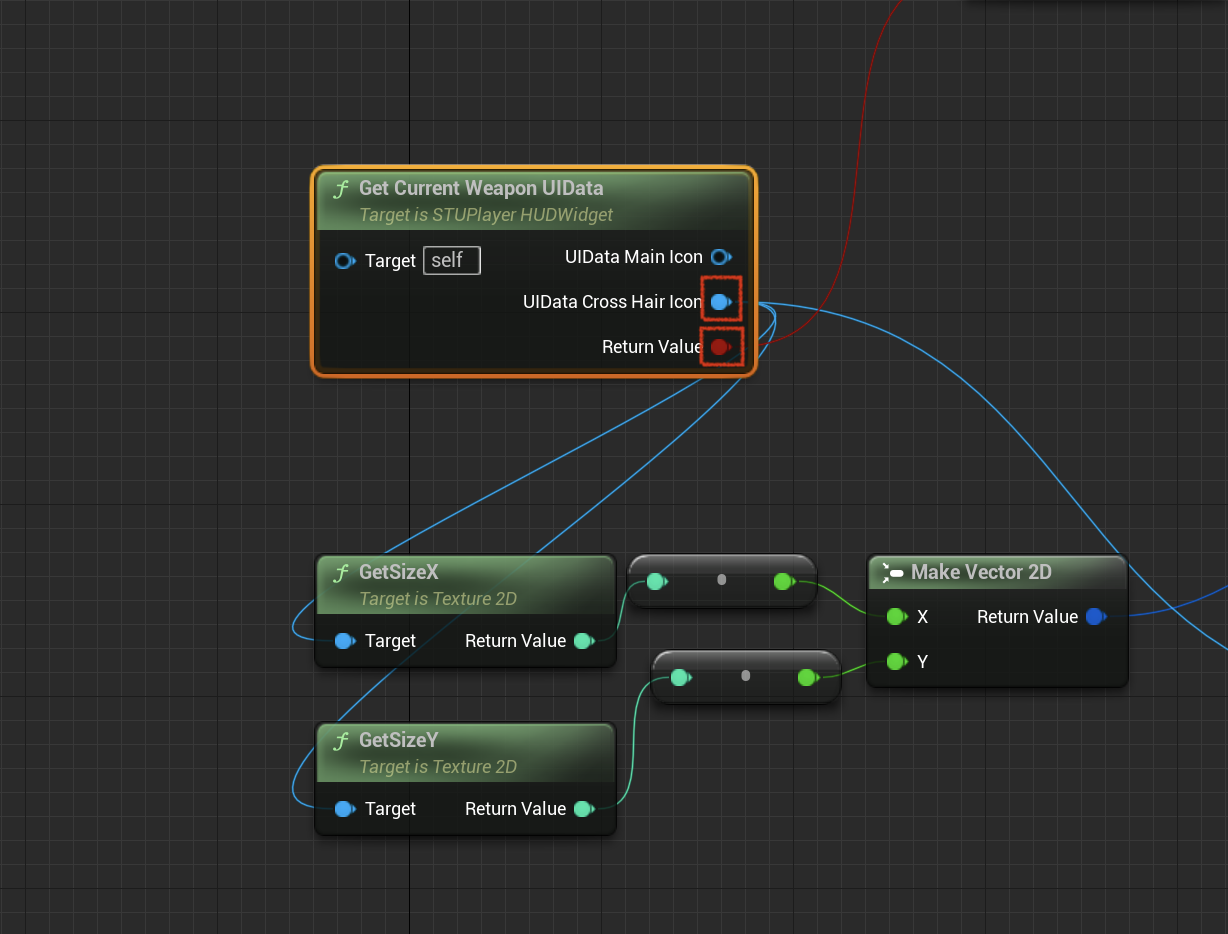 f Get Current Weapon UIData
Target is STUPlayer HUDWidget
Target self
UIData Main Icon
UIData Cross Hair Icon
Return Value
f GetSizeX
Target is Texture 2D
Target Return Value
Make Vector 2D
X Return Value
Y
f GetSizeY
Target is Texture 2D
Target Return Value